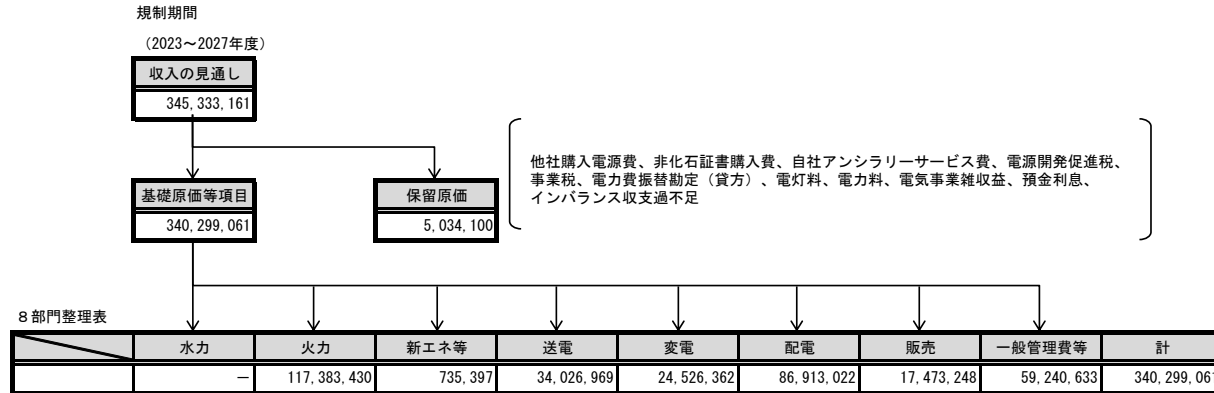 規制期間
(2023~2027年度)
収入の見通し
345,333,161
他社購入電源費、非化石証書購入費、自社アンシラリーサービス費、電源開発促進税、
事業税、電力費振替勘定(貸方)、電灯料、電力料、電気事業雑収益、預金利息、
インバランス収支過不足
基礎原価等項目 保留原価
340,299,061 5,034,100
8部門整理表
水力 火力 新エネ等 送電 変電 配電 販売 一般管理費等 計
― 117,383,430 735,397 34,026,969 24,526,362 86,913,022 17,473,248 59,240,633 340,299,061